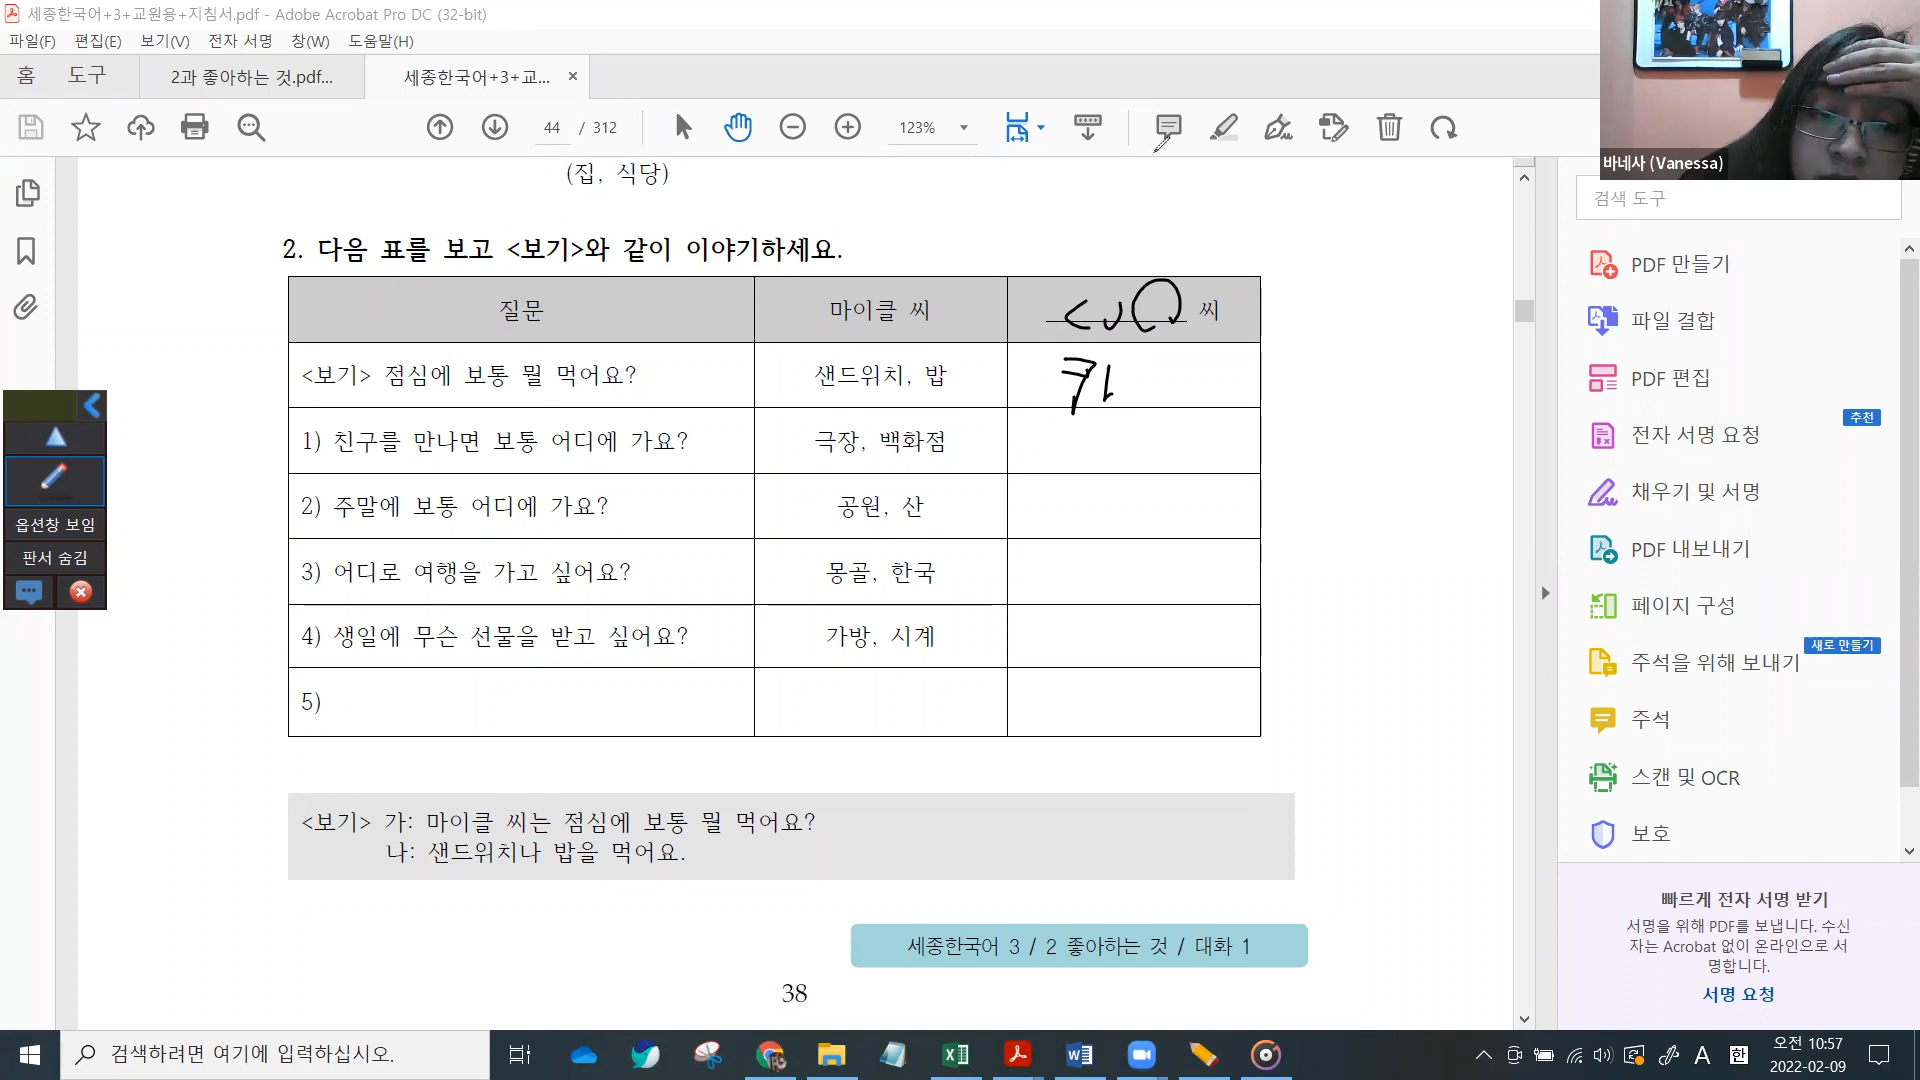 세종한국어+3+교원용+지침서.pdf - Adobe Acrobat Pro DC (32-bit)
파일(F) 편집(E) 보기(V) 전자 서명 창(W) 도움말(H)
홈 도구 2과 좋아하는 것.pdf... 세종한국어+3+교... ×
44 / 312 123%
바네사 (Vanessa)
(집, 식당)
2. 다음 표를 보고 <보기>와 같이 이야기하세요.
질문 마이클 씨 씨
<보기> 점심에 보통 뭘 먹어요? 샌드위치, 밥
1) 친구를 만나면 보통 어디에 가요? 극장, 백화점
2) 주말에 보통 어디에 가요? 공원, 산
3) 어디로 여행을 가고 싶어요? 몽골, 한국
4) 생일에 무슨 선물을 받고 싶어요? 가방, 시계
5)
<보기> 가: 마이클 씨는 점심에 보통 뭘 먹어요?
나: 샌드위치나 밥을 먹어요.
세종한국어 3 / 2 좋아하는 것 / 대화 1
38
옵션창 보임
판서 숨김
검색 도구
PDF 만들기
파일 결합
PDF 편집
추천
전자 서명 요청
채우기 및 서명
PDF 내보내기
페이지 구성
새로 만들기
주석을 위해 보내기
주석
스캔 및 OCR
보호
빠르게 전자 서명 받기
서명을 위해 PDF를 보냅니다. 수신
자는 Acrobat 없이 온라인으로 서
명합니다.
서명 요청
검색하려면 여기에 입력하십시오.
A 한 오전 10:57
2022-02-09